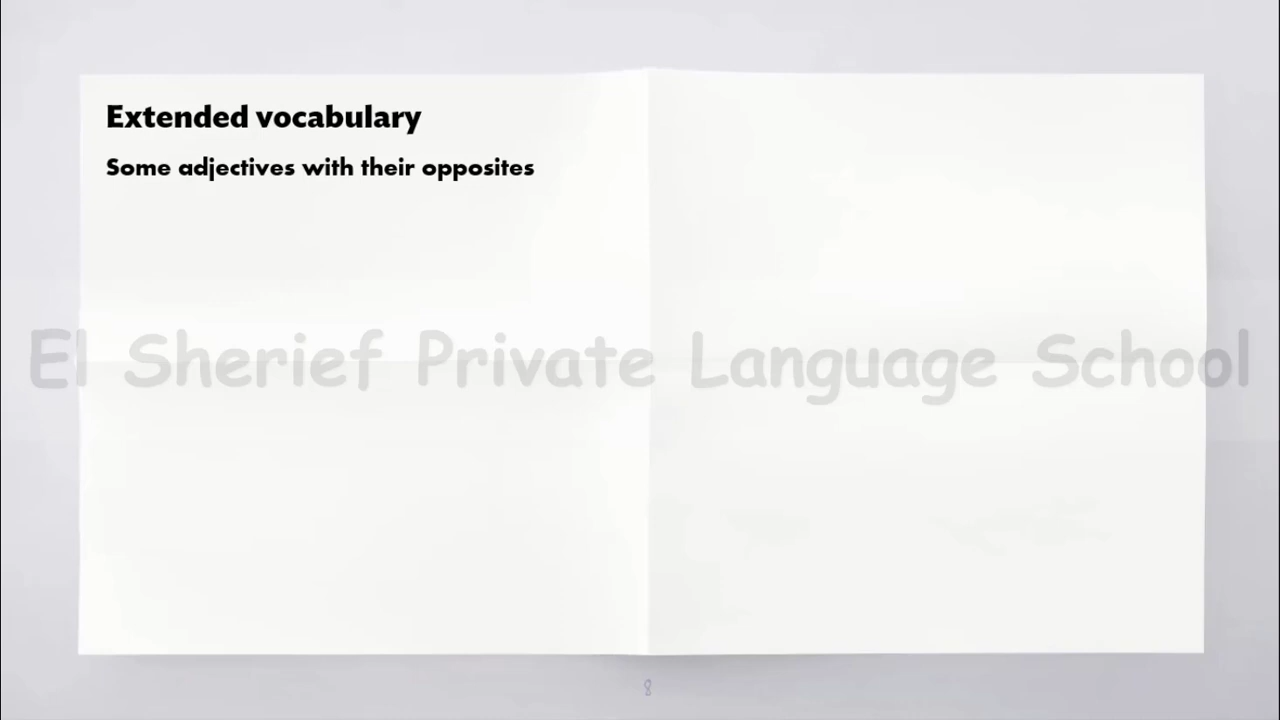 Extended vocabulary
Some adjectives with their opposites
El Sherief Private Language School
8